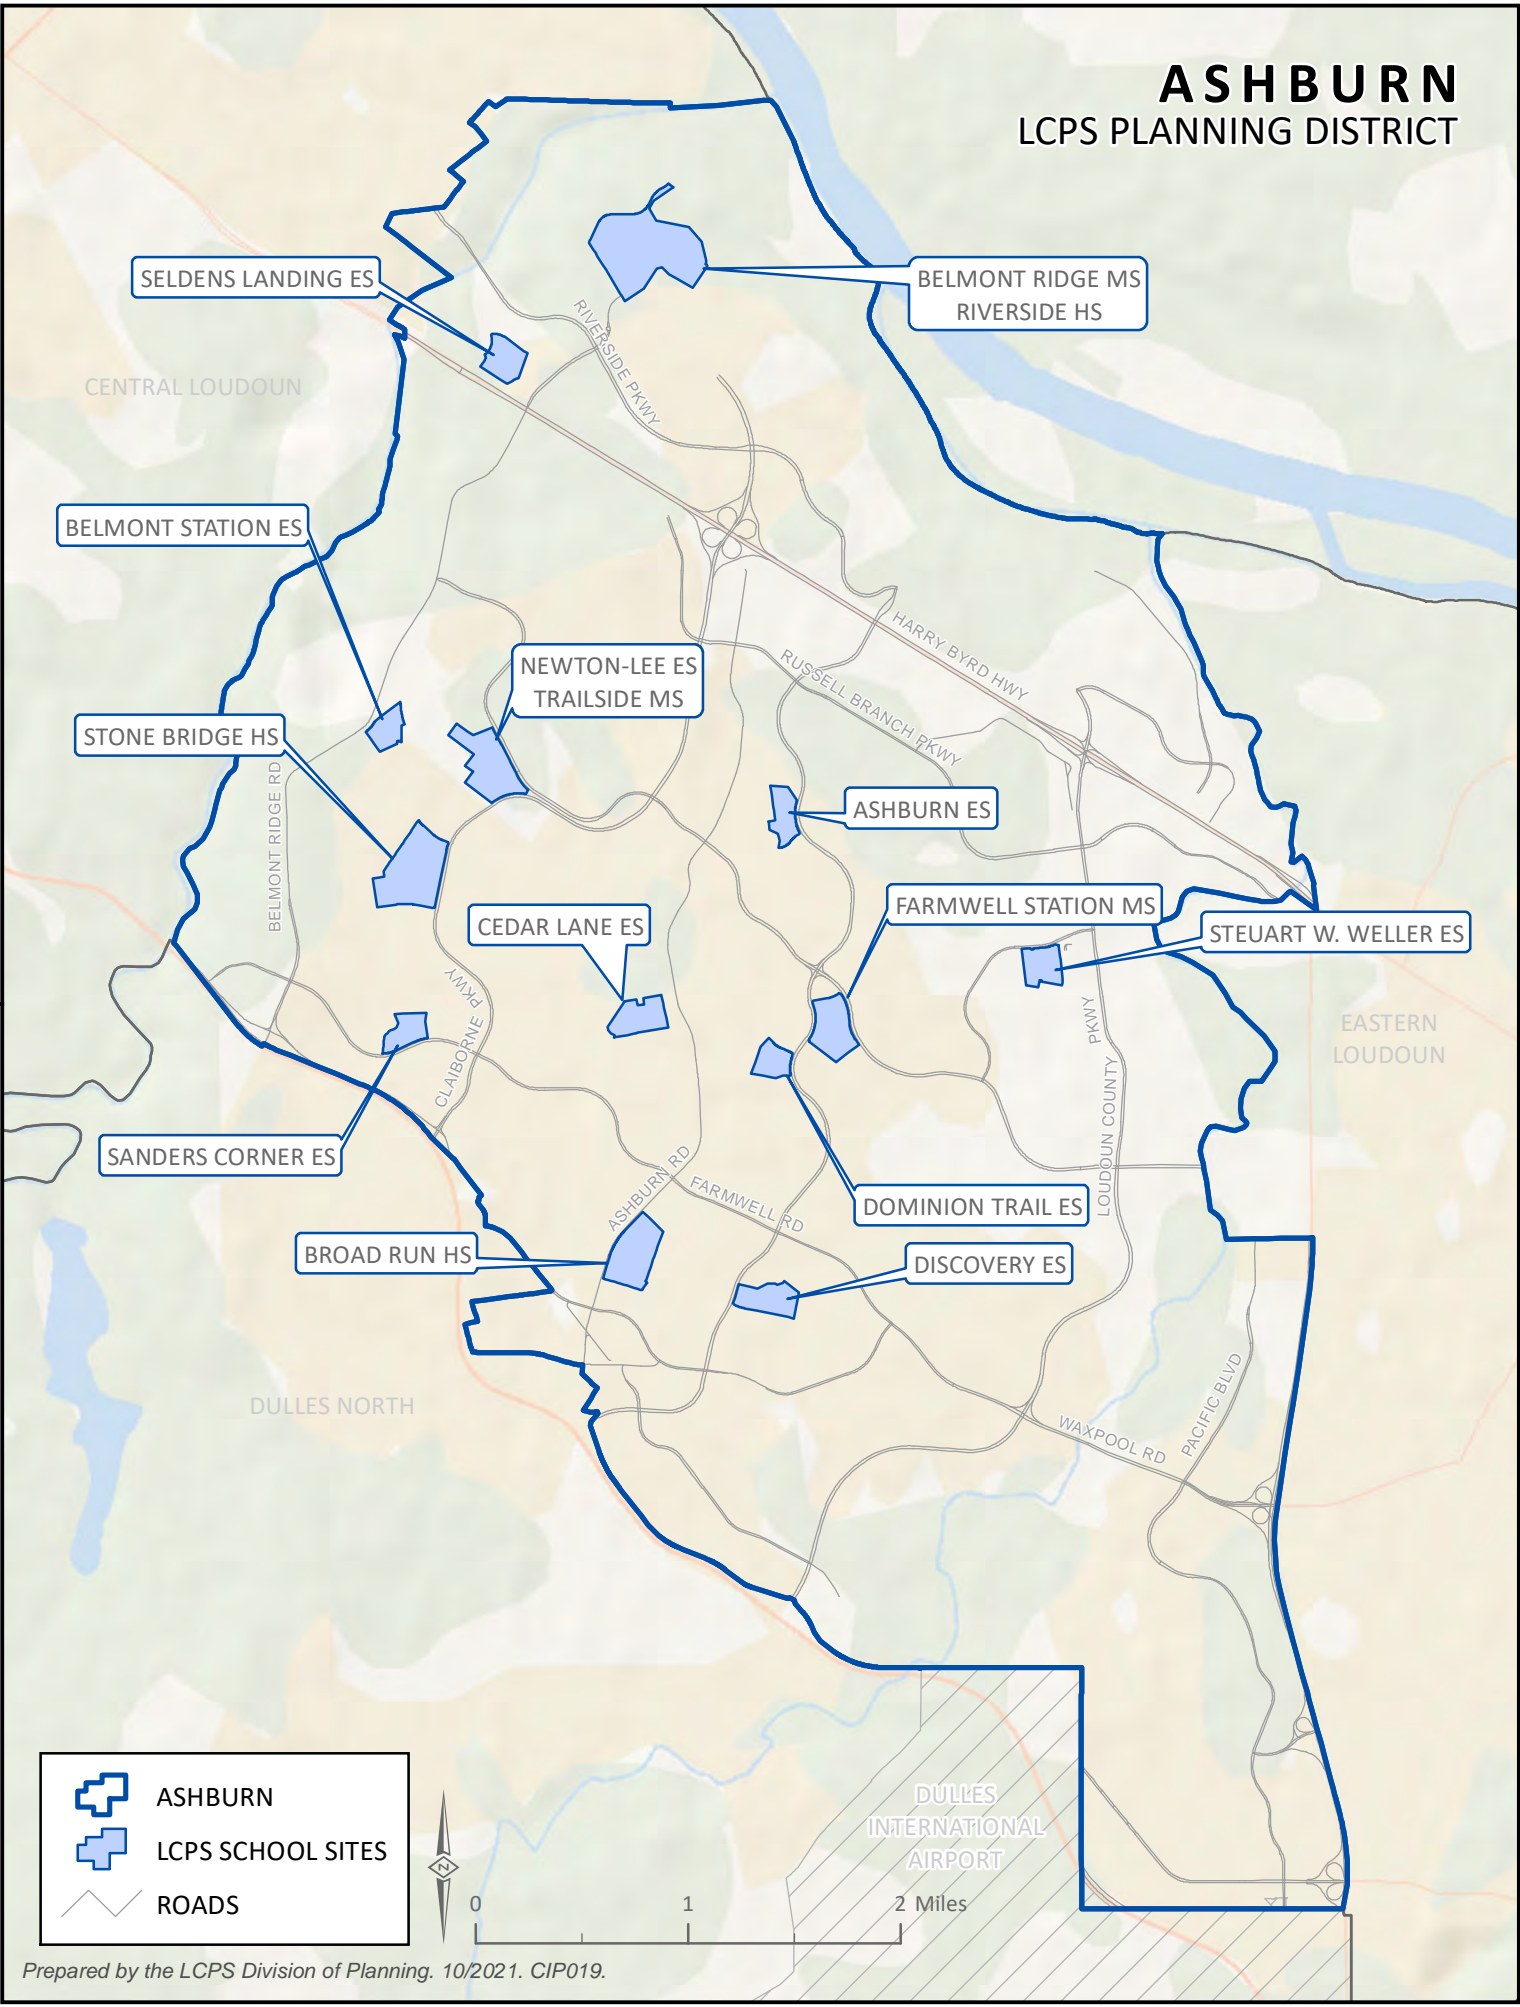 ASHBURN
LCPS PLANNING DISTRICT
SELDENS LANDING ES
BELMONT RIDGE MS
RIVERSIDE HS
RIVERSIDE PKWY
CENTRAL LOUDOUN
BELMONT STATION ES
HARRY BYRD HWY
NEWTON-LEE ES
TRAILSIDE MS
RUSSELL BRANCH PKWY
STONE BRIDGE HS
BELMONT RIDGE RD
ASHBURN ES
CEDAR LANE ES
FARMWELL STATION MS
STEUART W. WELLER ES
CLAIBORNE PKWY
LOUDOUN COUNTY PKWY
EASTERN
LOUDOUN
SANDERS CORNER ES
ASHBURN RD
FARMWELL RD
DOMINION TRAIL ES
BROAD RUN HS
DISCOVERY ES
DULLES NORTH
WAXPOOL RD
PACIFIC BLVD
DULLES
INTERNATIONAL
AIRPORT
ASHBURN
LCPS SCHOOL SITES
ROADS
N
0 1 2 Miles
Prepared by the LCPS Division of Planning. 10/2021. CIP019.